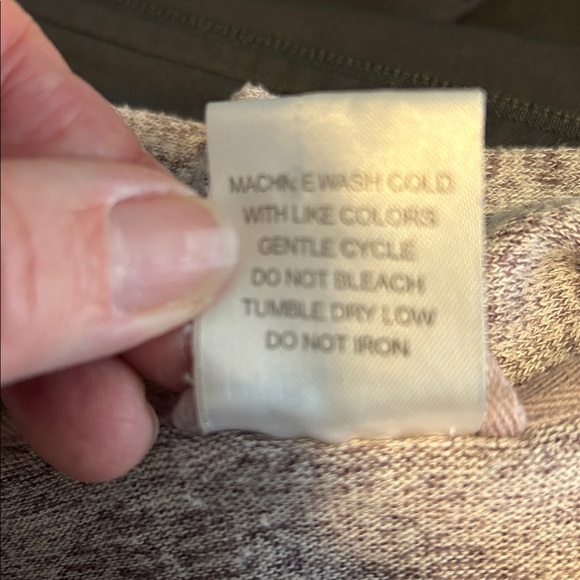 MACHINE WASH COLD
WITH LIKE COLORS
GENTLE CYCLE
DO NOT BLEACH
TUMBLE DRY LOW
DO NOT IRON